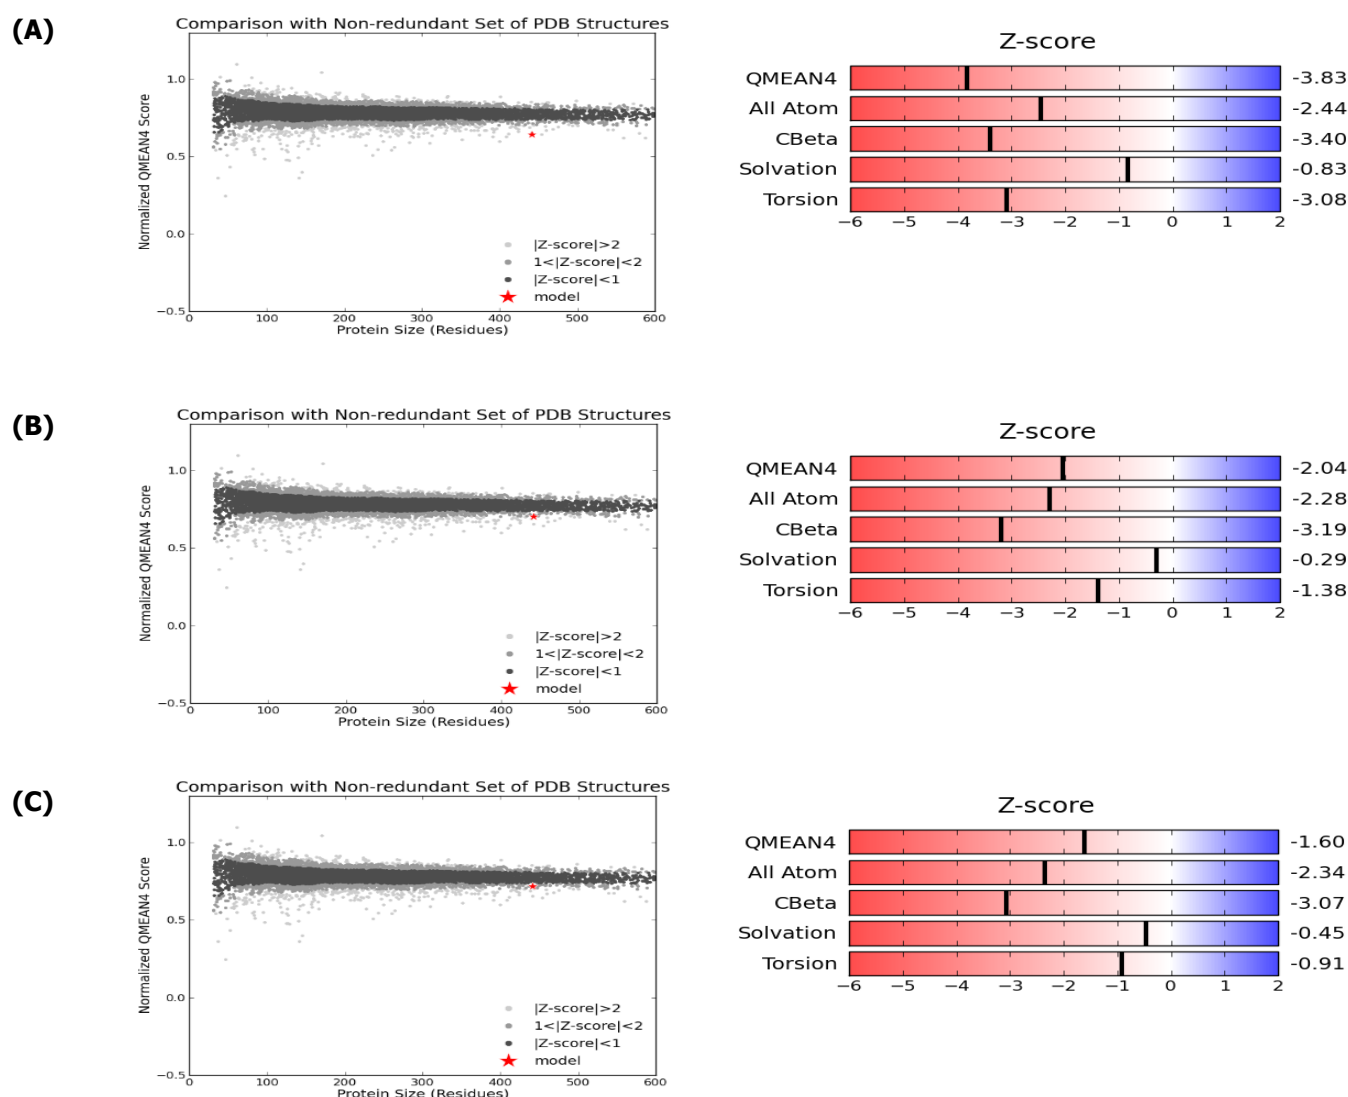 (A)
Comparison with Non-redundant Set of PDB Structures
Normalized QMEAN4 Score
1.0
0.5
0.0
−0.5
|Z-score|>2
1<|Z-score|<2
|Z-score|<1
model
0 100 200 300 400 500 600
Protein Size (Residues)
Z-score
QMEAN4 -3.83
All Atom -2.44
CBeta -3.40
Solvation -0.83
Torsion -3.08
−6 −5 −4 −3 −2 −1 0 1 2
(B)
Comparison with Non-redundant Set of PDB Structures
Normalized QMEAN4 Score
1.0
0.5
0.0
−0.5
|Z-score|>2
1<|Z-score|<2
|Z-score|<1
model
0 100 200 300 400 500 600
Protein Size (Residues)
Z-score
QMEAN4 -2.04
All Atom -2.28
CBeta -3.19
Solvation -0.29
Torsion -1.38
−6 −5 −4 −3 −2 −1 0 1 2
(C)
Comparison with Non-redundant Set of PDB Structures
Normalized QMEAN4 Score
1.0
0.5
0.0
−0.5
|Z-score|>2
1<|Z-score|<2
|Z-score|<1
model
0 100 200 300 400 500 600
Protein Size (Residues)
Z-score
QMEAN4 -1.60
All Atom -2.34
CBeta -3.07
Solvation -0.45
Torsion -0.91
−6 −5 −4 −3 −2 −1 0 1 2